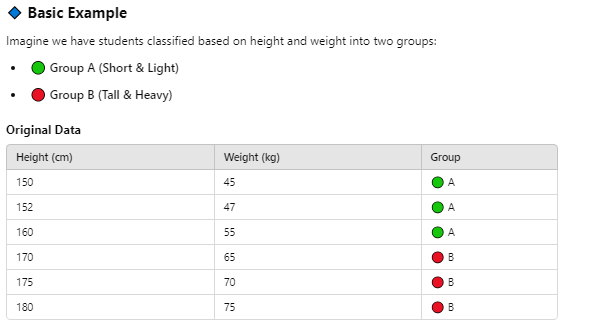 Basic Example
Imagine we have students classified based on height and weight into two groups:
Group A (Short & Light)
Group B (Tall & Heavy)
Original Data
Height (cm) Weight (kg) Group
150 45 A
152 47 A
160 55 A
170 65 B
175 70 B
180 75 B